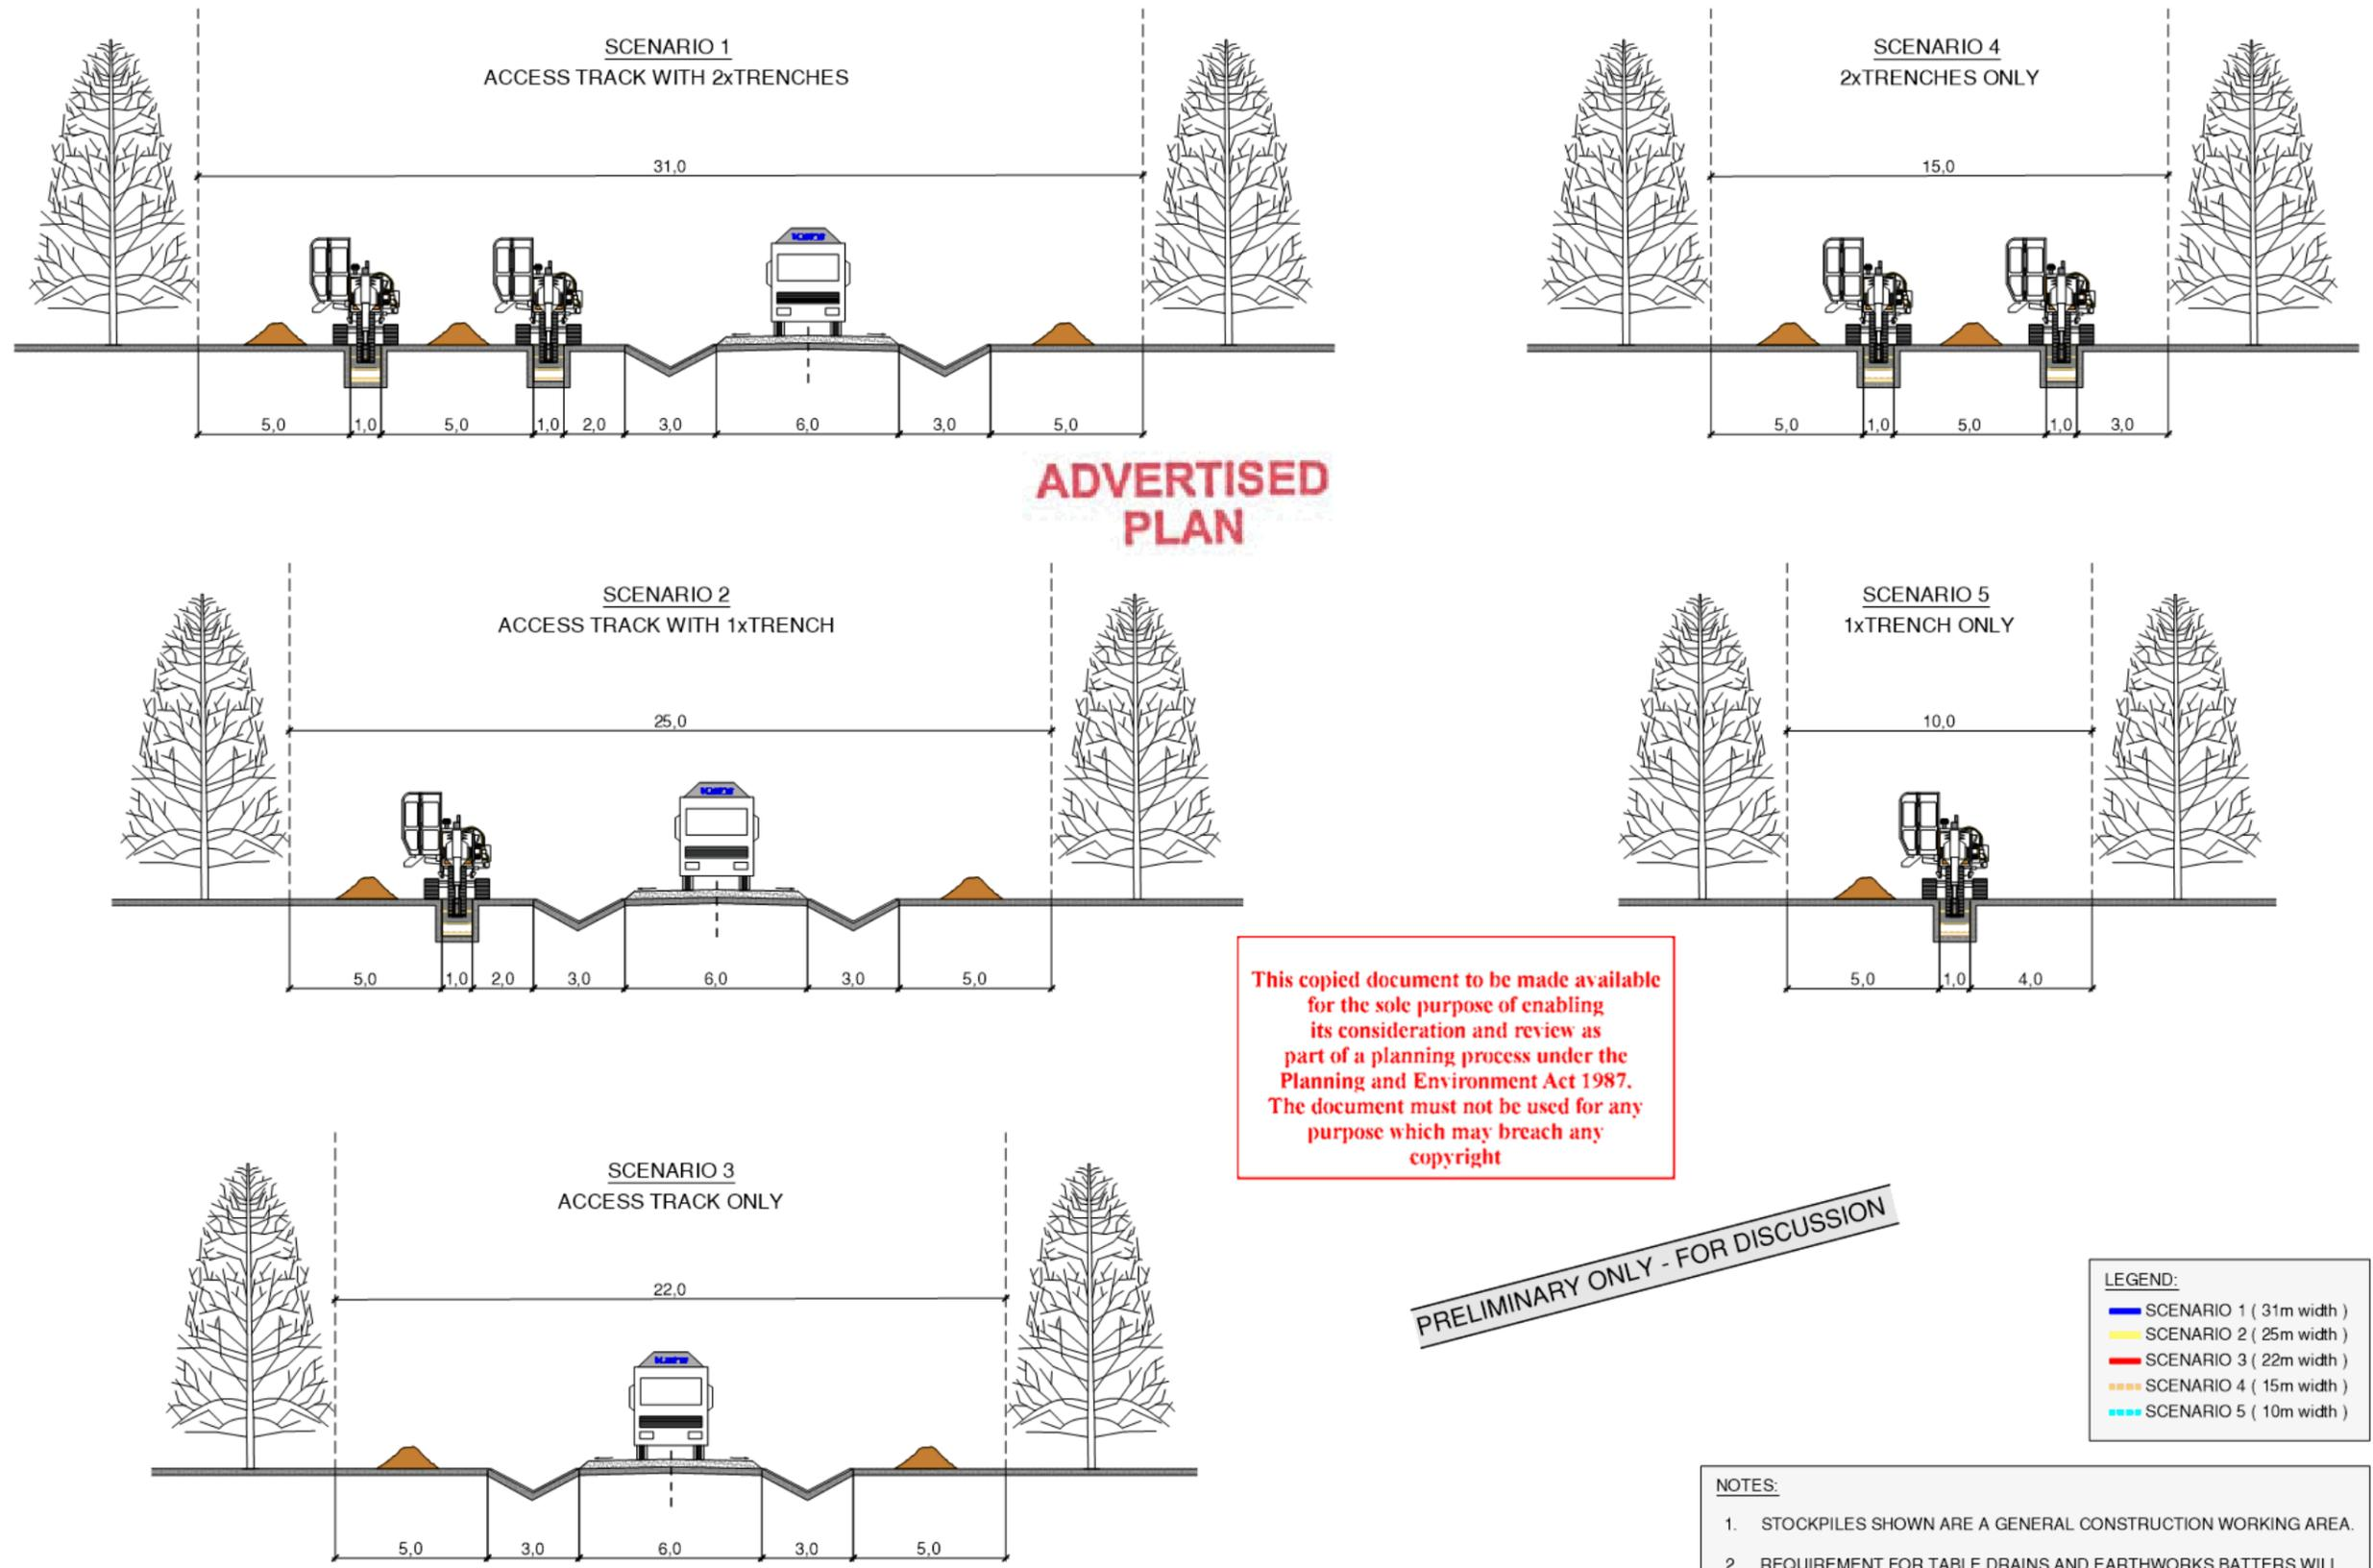 SCENARIO 1
ACCESS TRACK WITH 2xTRENCHES
31,0
5,0 1,0 5,0 1,0 2,0 3,0 6,0 3,0 5,0
SCENARIO 4
2xTRENCHES ONLY
15,0
5,0 1,0 5,0 1,0 3,0
ADVERTISED
PLAN
SCENARIO 2
ACCESS TRACK WITH 1xTRENCH
25,0
5,0 1,0 2,0 3,0 6,0 3,0 5,0
SCENARIO 5
1xTRENCH ONLY
10,0
5,0 1,0 4,0
This copied document to be made available
for the sole purpose of enabling
its consideration and review as
part of a planning process under the
Planning and Environment Act 1987.
The document must not be used for any
purpose which may breach any
copyright
SCENARIO 3
ACCESS TRACK ONLY
22,0
5,0 3,0 6,0 3,0 5,0
PRELIMINARY ONLY - FOR DISCUSSION
LEGEND:
SCENARIO 1 ( 31m width )
SCENARIO 2 ( 25m width )
SCENARIO 3 ( 22m width )
SCENARIO 4 ( 15m width )
SCENARIO 5 ( 10m width )
NOTES:
1. STOCKPILES SHOWN ARE A GENERAL CONSTRUCTION WORKING AREA.
2. REQUIREMENT FOR TABLE DRAINS AND EARTHWORKS BATTERS WILL